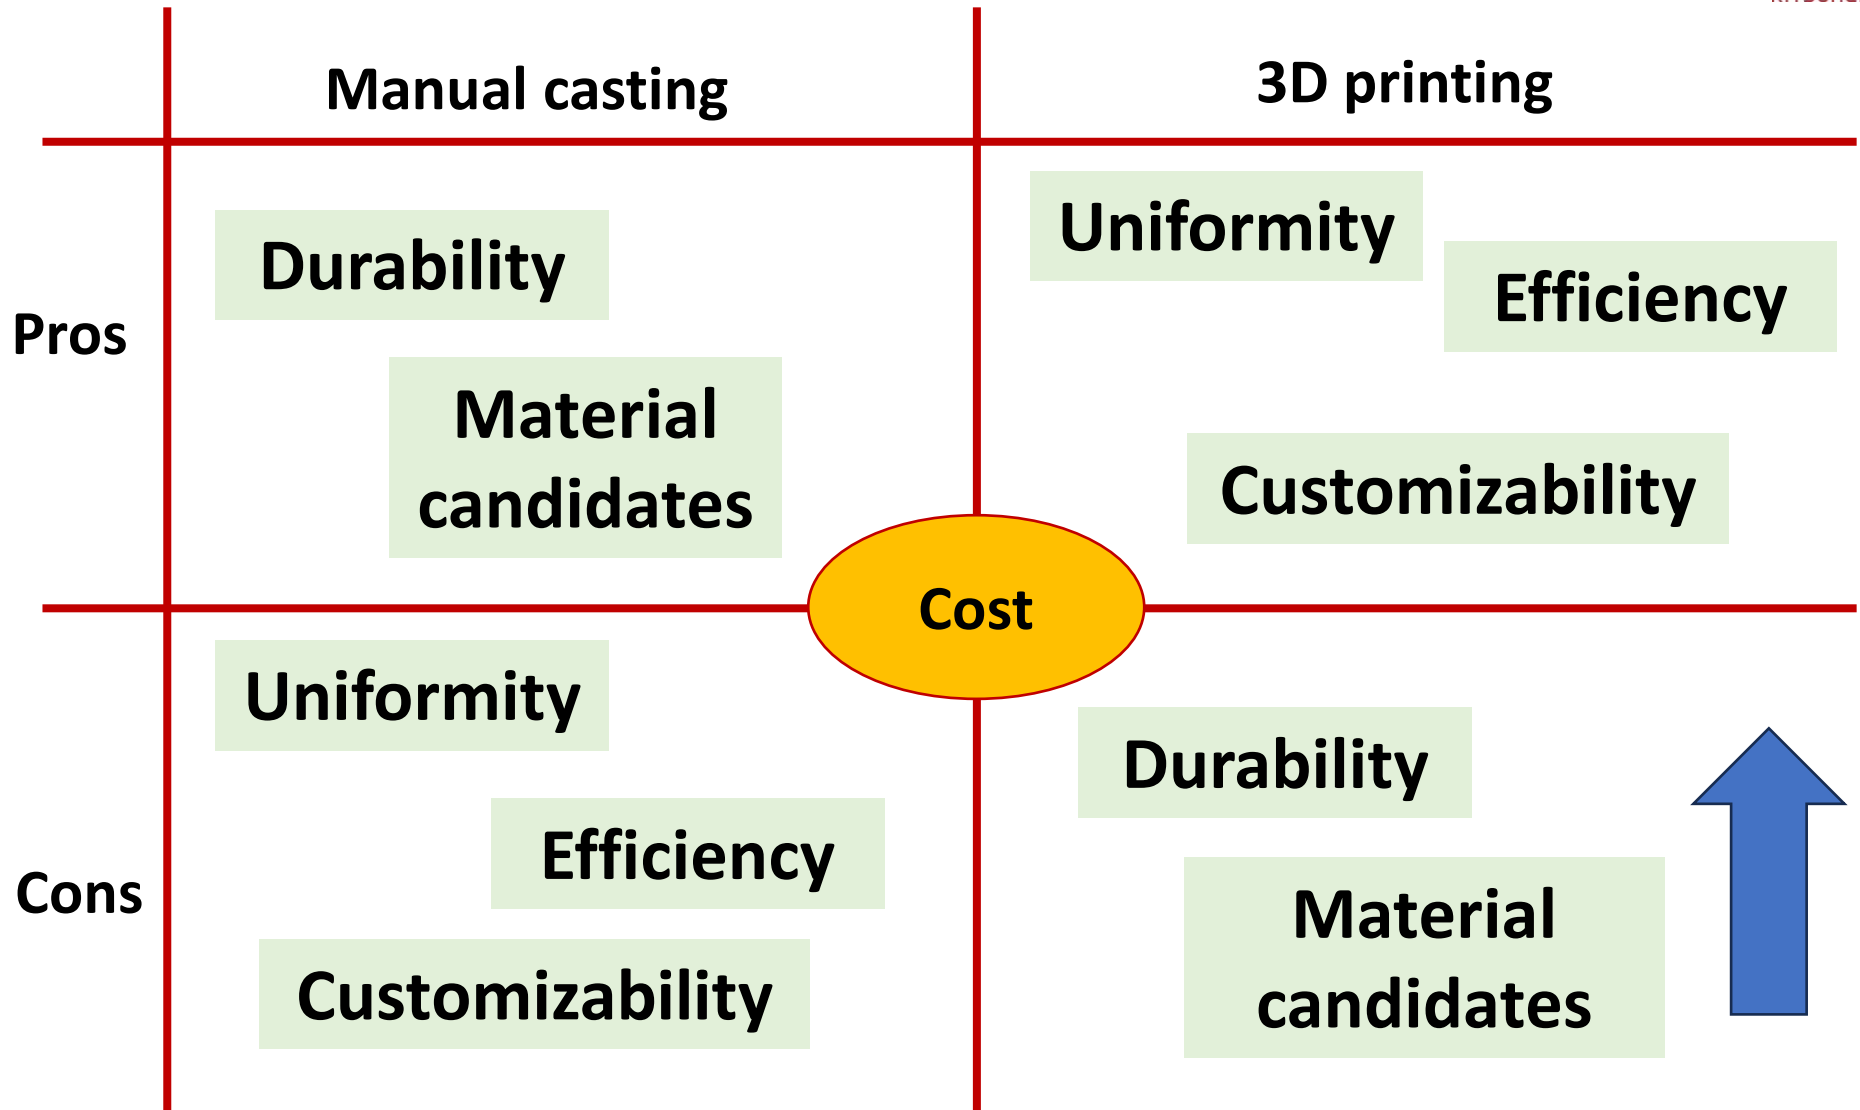 Manual casting
3D printing
Pros
Durability
Material
candidates
Uniformity
Efficiency
Customizability
Cost
Cons
Uniformity
Efficiency
Customizability
Durability
Material
candidates